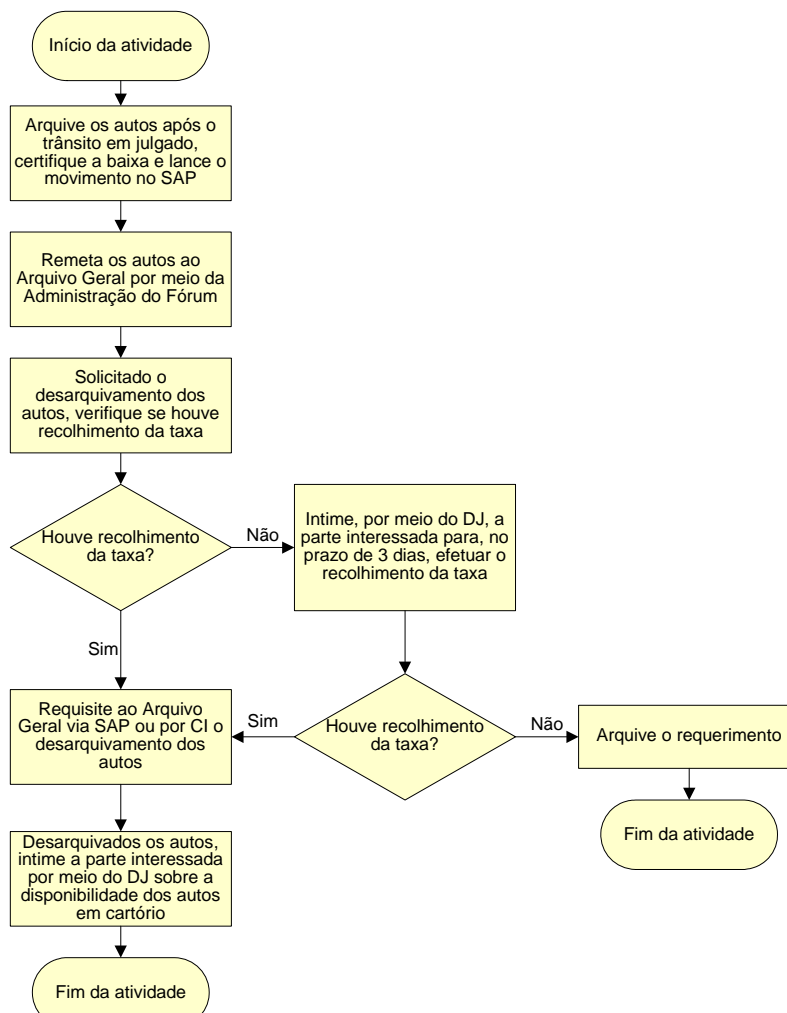 Início da atividade
Arquive os autos após o
trânsito em julgado,
certifique a baixa e lance o
movimento no SAP
Remeta os autos ao
Arquivo Geral por meio da
Administração do Fórum
Solicitado o
desarquivamento dos
autos, verifique se houve
recolhimento da taxa
Houve recolhimento
da taxa?
Não
Intime, por meio do DJ, a
parte interessada para, no
prazo de 3 dias, efetuar o
recolhimento da taxa
Sim
Requisite ao Arquivo
Geral via SAP ou por CI o
desarquivamento dos
autos
Sim
Houve recolhimento
da taxa?
Não
Arquive o requerimento
Fim da atividade
Desarquivados os autos,
intime a parte interessada
por meio do DJ sobre a
disponibilidade dos autos
em cartório
Fim da atividade